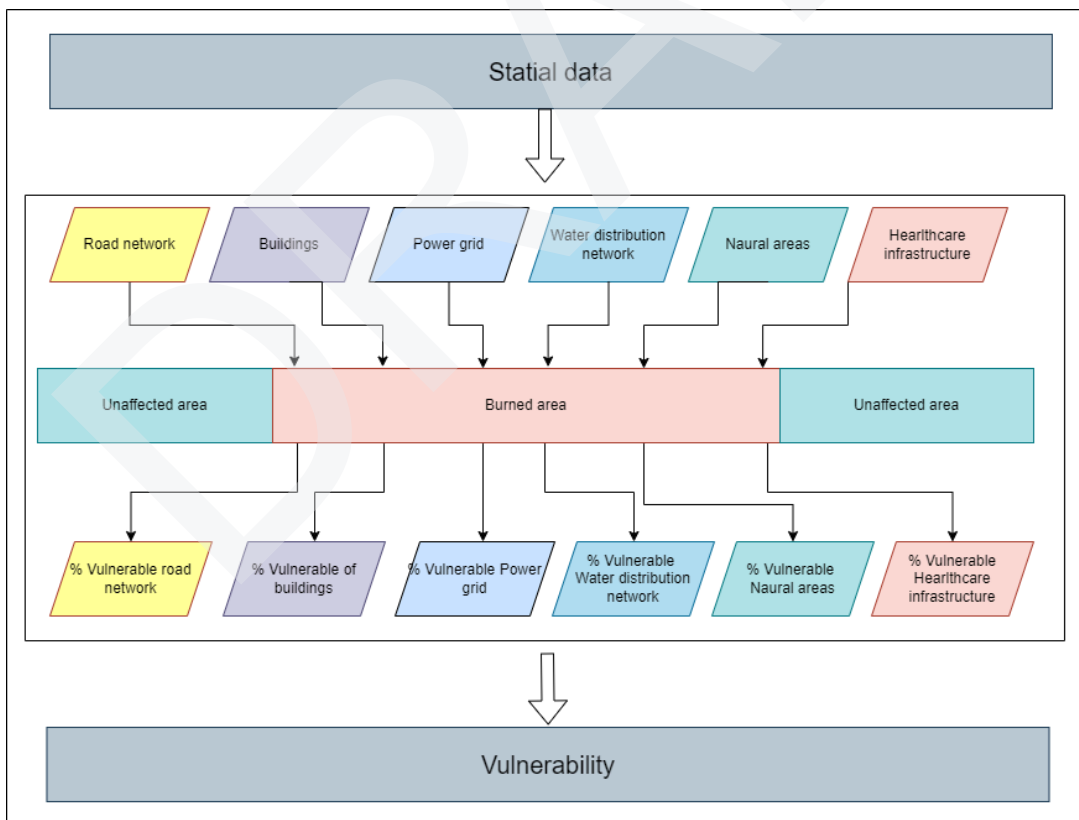 Statial data
Road network
Buildings
Power grid
Water distribution
network
Naural areas
Hearlthcare
infrastructure
Unaffected area
Burned area
Unaffected area
% Vulnerable road
network
% Vulnerable of
buildings
% Vulnerable Power
grid
% Vulnerable
Water distribution
network
% Vulnerable
Naural areas
% Vulnerable
Healthcare
infrastructure
Vulnerability